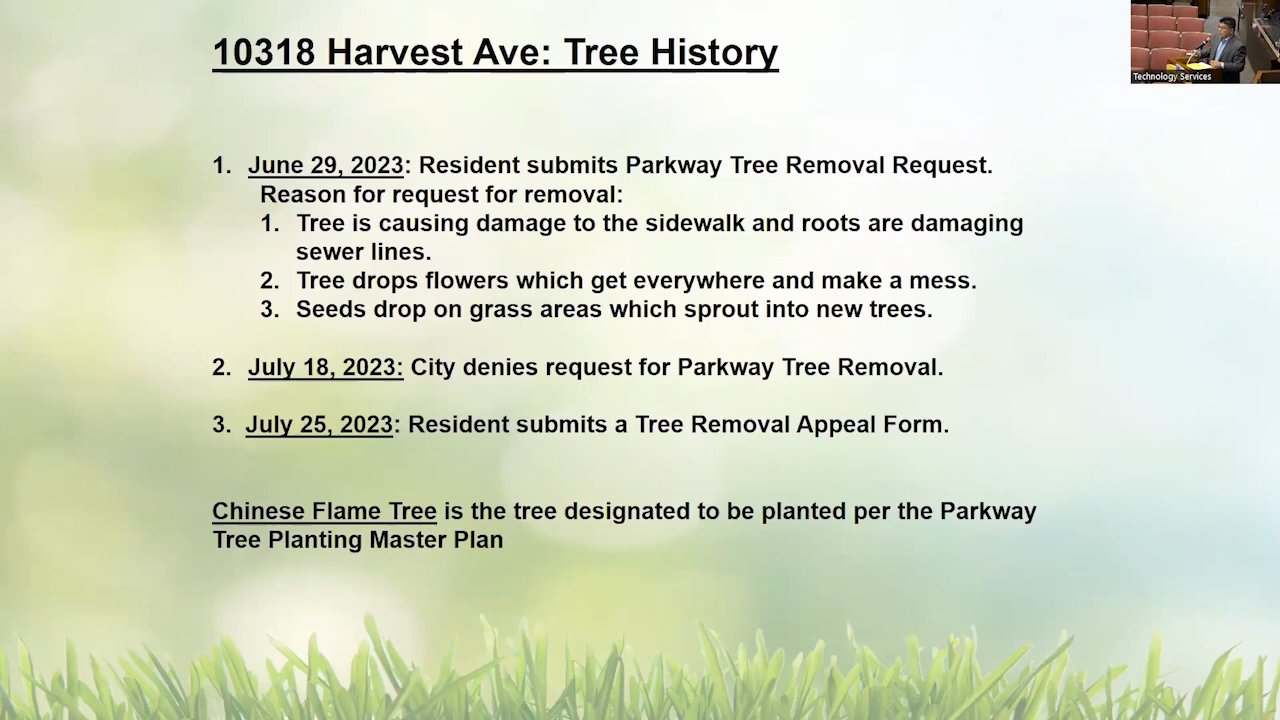 10318 Harvest Ave: Tree History
Technology Services
1. June 29, 2023: Resident submits Parkway Tree Removal Request.
Reason for request for removal:
1. Tree is causing damage to the sidewalk and roots are damaging
sewer lines.
2. Tree drops flowers which get everywhere and make a mess.
3. Seeds drop on grass areas which sprout into new trees.
2. July 18, 2023: City denies request for Parkway Tree Removal.
3. July 25, 2023: Resident submits a Tree Removal Appeal Form.
Chinese Flame Tree is the tree designated to be planted per the Parkway
Tree Planting Master Plan